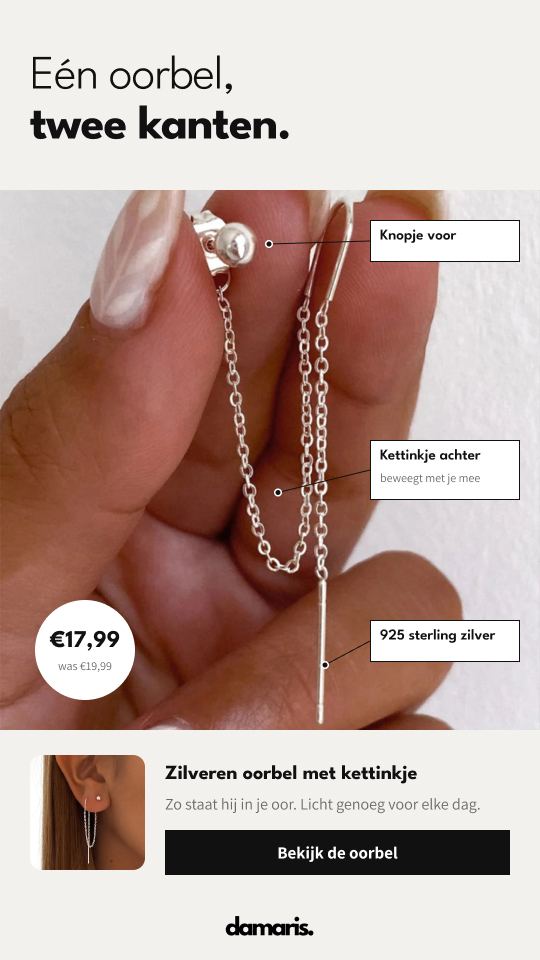 Eén oorbel,
twee kanten.
Knopje voor
Kettinkje achter
beweegt met je mee
€17,99
was €19,99
925 sterling zilver
Zilveren oorbel met kettinkje
Zo staat hij in je oor. Licht genoeg voor elke dag.
Bekijk de oorbel
damaris.